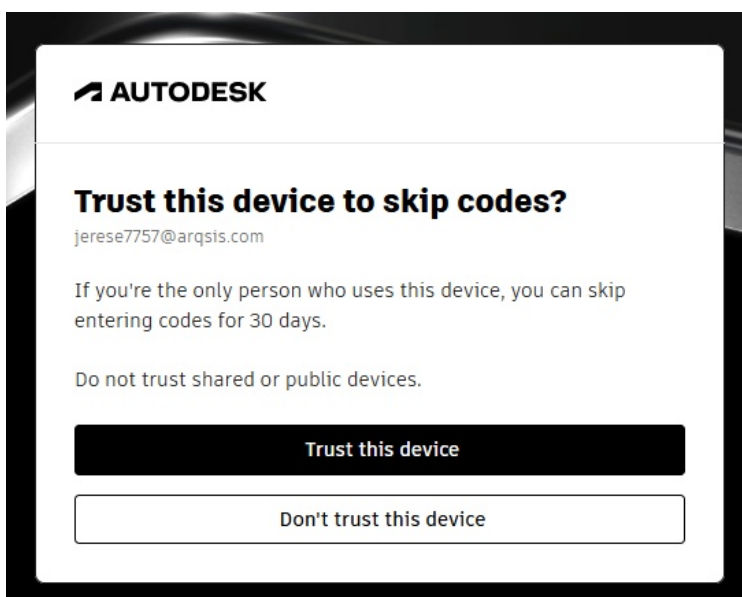 AUTODESK
Trust this device to skip codes?
jerese7757@arqsis.com
If you're the only person who uses this device, you can skip
entering codes for 30 days.
Do not trust shared or public devices.
Trust this device
Don't trust this device